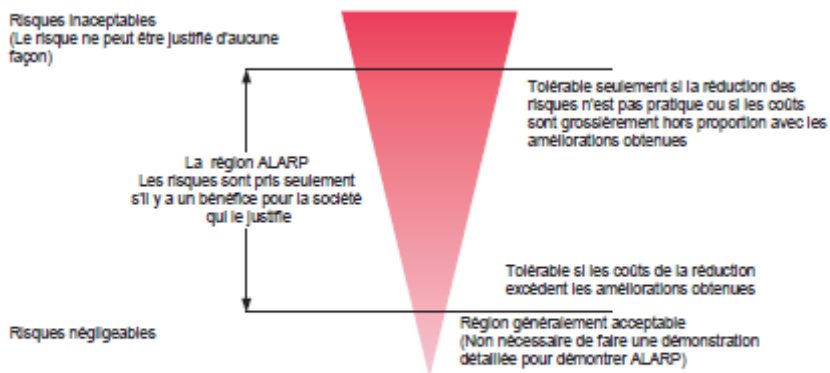 Risques Inaceptables
(Le risque ne peut être justifié d'aucune
façon)
Tolérable seulement si la réduction des
risques n'est pas pratique ou si les coûts
sont grossièrement hors proportion avec les
améliorations obtenues
La région ALARP
Les risques sont pris seulement
s'il y a un bénéfice pour la société
qui le justifie
Tolérable si les coûts de la réduction
excèdent les améliorations obtenues
Risques négligeables
Région généralement acceptable
(Non nécessaire de faire une démonstration
détaillée pour démontrer ALARP)